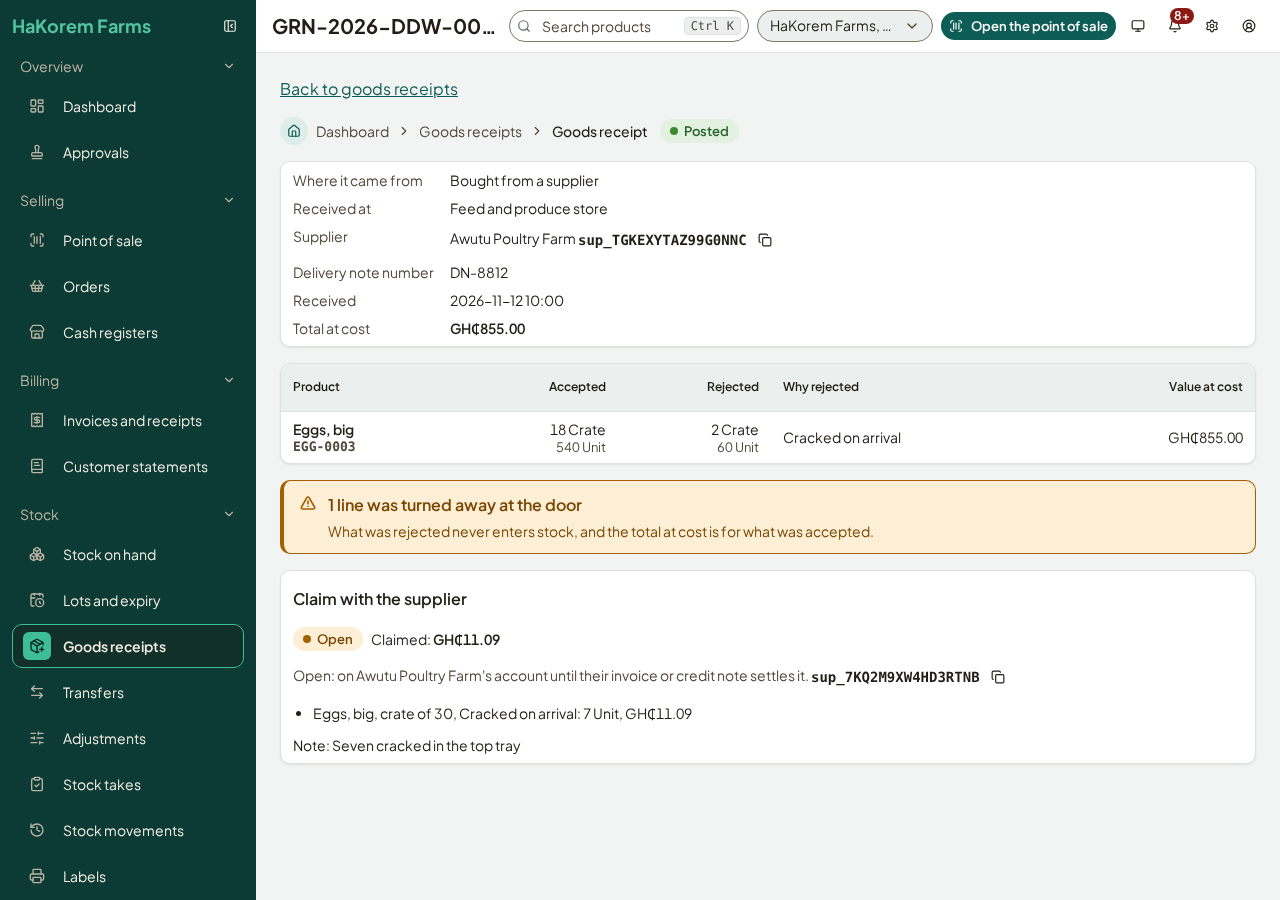 HaKorem Farms
Overview
Dashboard
Approvals
Selling
Point of sale
Orders
Cash registers
Billing
Invoices and receipts
Customer statements
Stock
Stock on hand
Lots and expiry
Goods receipts
Transfers
Adjustments
Stock takes
Stock movements
Labels
GRN-2026-DDW-00...
Search products
Ctrl K
HaKorem Farms, ...
Open the point of sale
8+
Back to goods receipts
Dashboard > Goods receipts > Goods receipt Posted
Where it came from Bought from a supplier
Received at Feed and produce store
Supplier Awutu Poultry Farm sup_TGKEXYTAZ99G0NNC
Delivery note number DN-8812
Received 2026-11-12 10:00
Total at cost GH₵855.00
Product Accepted Rejected Why rejected Value at cost
Eggs, big 18 Crate 2 Crate Cracked on arrival GH₵855.00
EGG-0003 540 Unit 60 Unit
1 line was turned away at the door
What was rejected never enters stock, and the total at cost is for what was accepted.
Claim with the supplier
Open Claimed: GH₵11.09
Open: on Awutu Poultry Farm's account until their invoice or credit note settles it. sup_7KQ2M9XW4HD3RTNB
• Eggs, big, crate of 30, Cracked on arrival: 7 Unit, GH₵11.09
Note: Seven cracked in the top tray